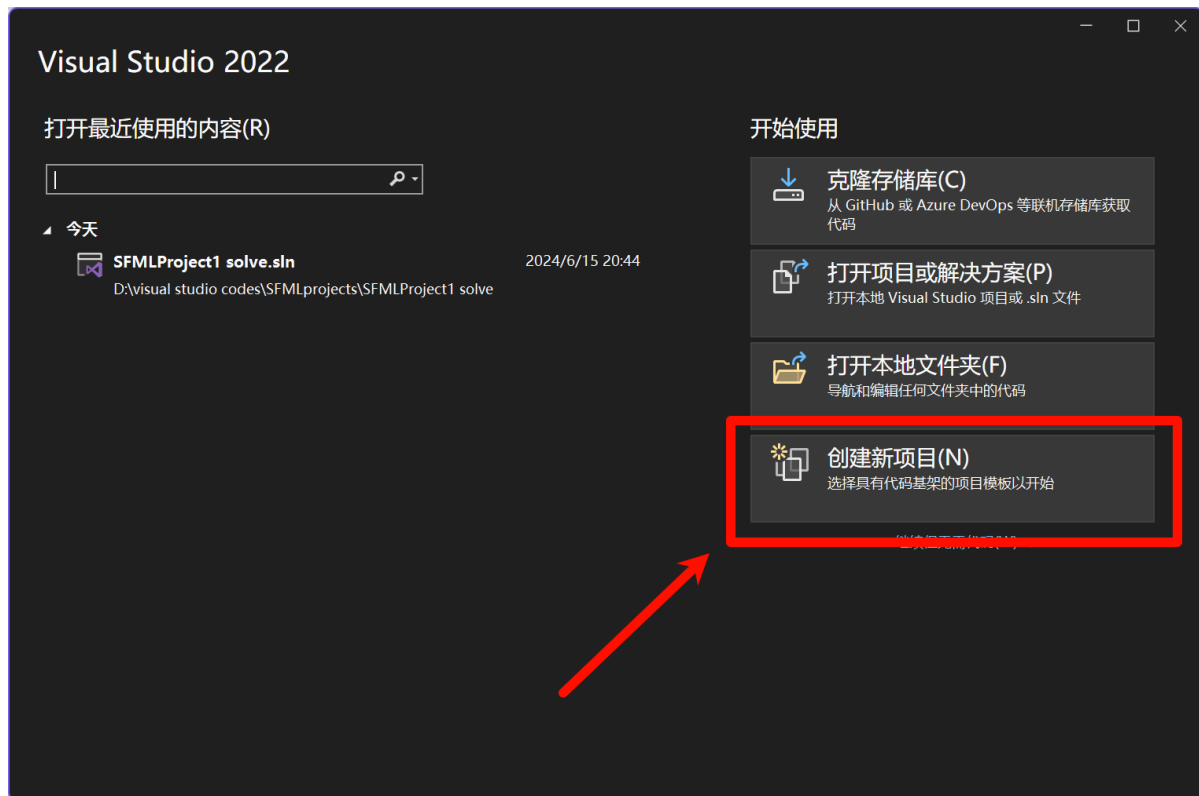 Visual Studio 2022
打开最近使用的内容(R)
今天
SFMLProject1 solve.sln
2024/6/15 20:44
D:\visual studio codes\SFMLprojects\SFMLProject1 solve
开始使用
克隆存储库(C)
从 GitHub 或 Azure DevOps 等联机存储库获取
代码
打开项目或解决方案(P)
打开本地 Visual Studio 项目或 .sln 文件
打开本地文件夹(F)
导航和编辑任何文件夹中的代码
创建新项目(N)
选择具有代码基架的项目模板以开始